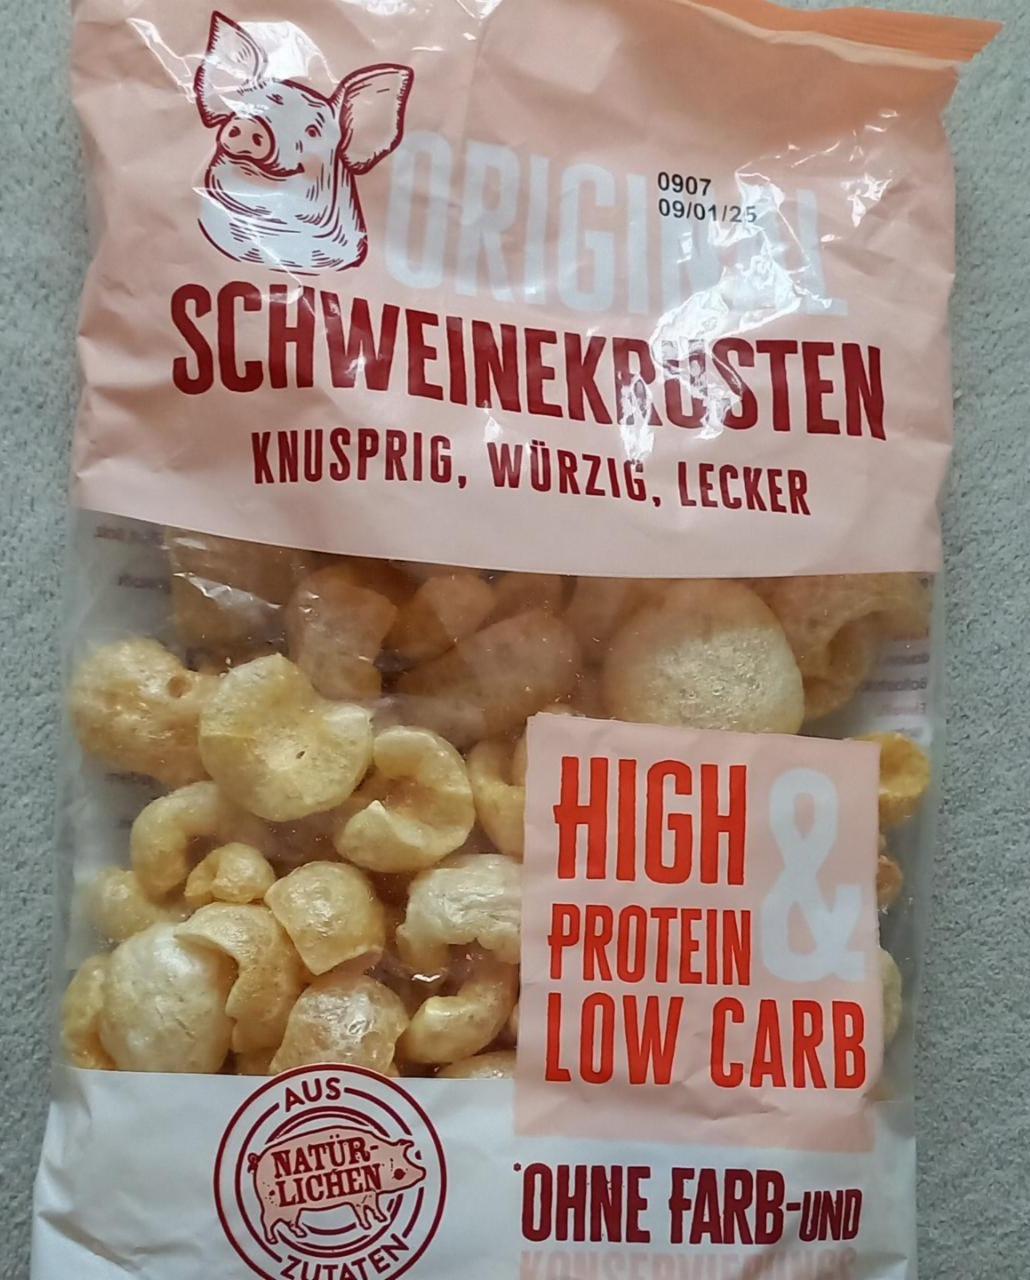 0907
09/01/25
ORIGINAL
SCHWEINEKRUSTEN
KNUSPRIG, WÜRZIG, LECKER
HIGH
&
PROTEIN
LOW CARB
AUS
NATÜR-
LICHEN
ZUTATEN
*OHNE FARB-UND
KONSERVIERUNGS